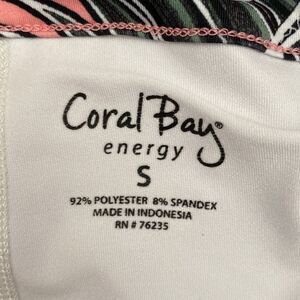 Coral Bay®
energy
S
92% POLYESTER 8% SPANDEX
MADE IN INDONESIA
RN # 76235